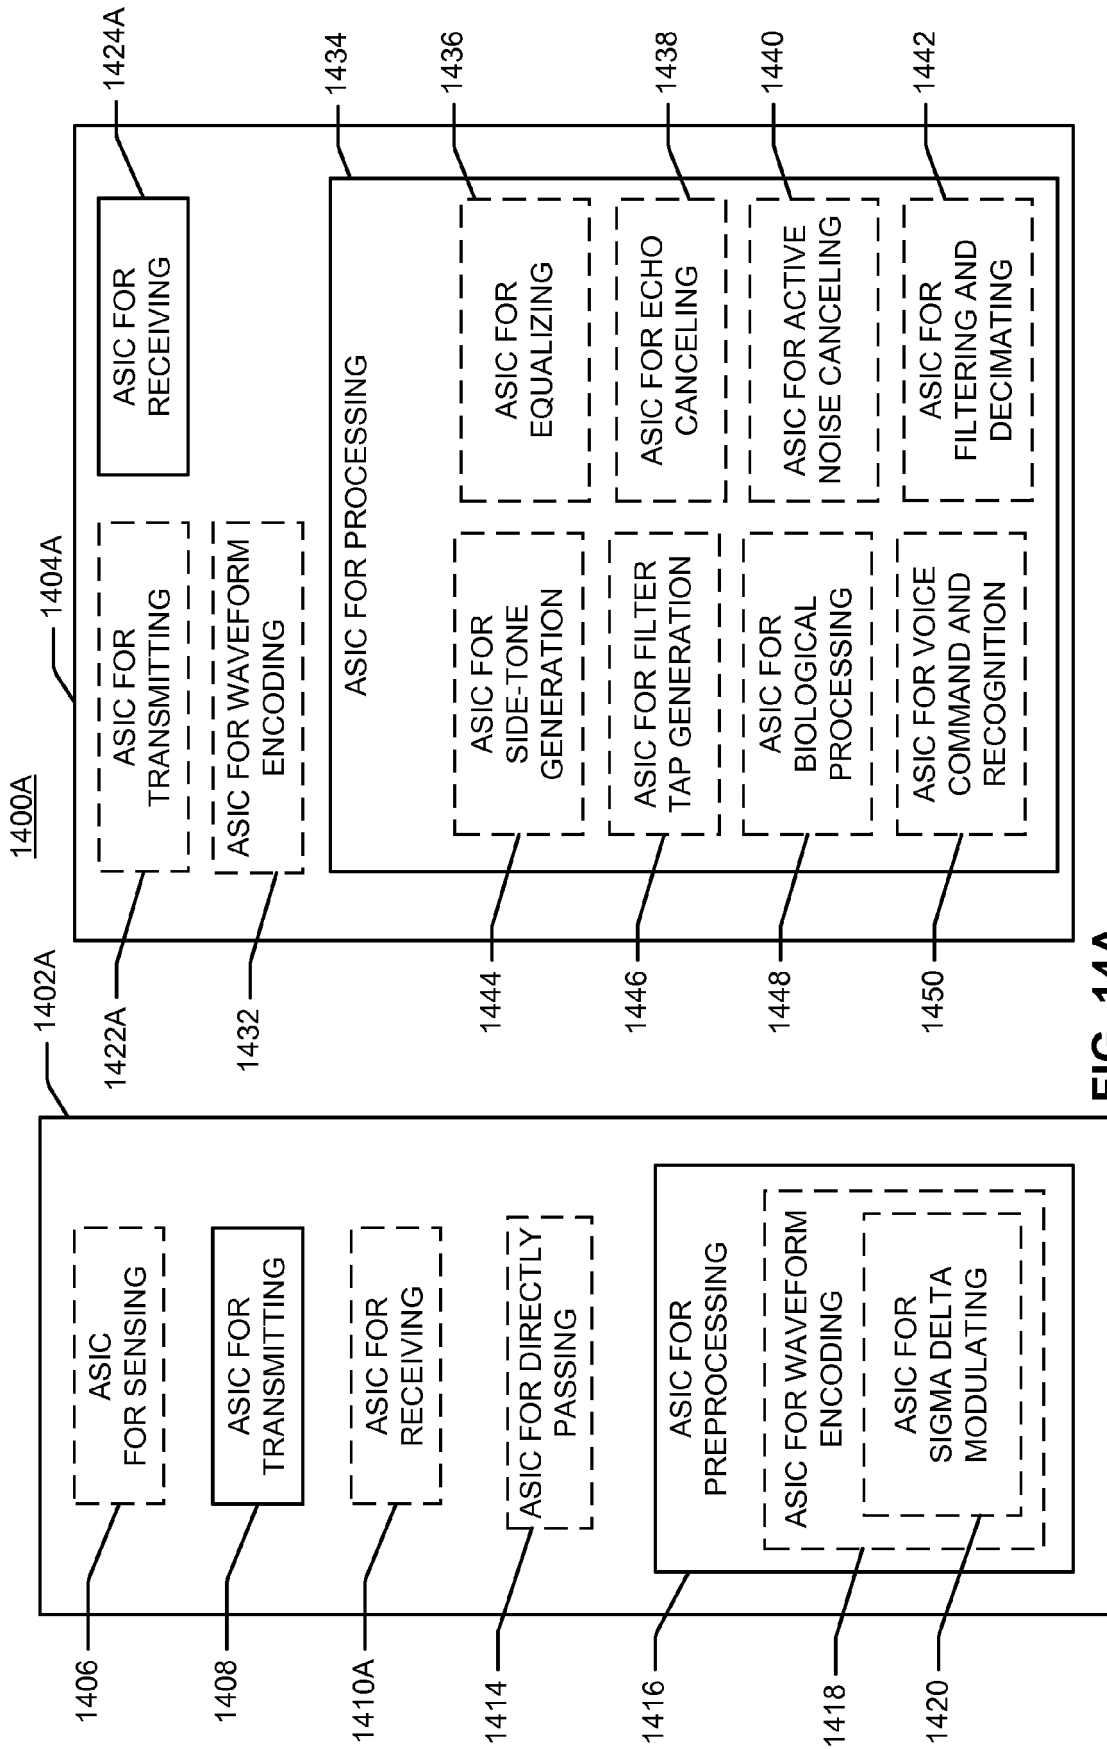 1400A
1402A
1406
ASIC
FOR SENSING
1408
ASIC FOR
TRANSMITTING
1410A
ASIC FOR
RECEIVING
1414
ASIC FOR DIRECTLY
PASSING
1416
ASIC FOR
PREPROCESSING
1418
ASIC FOR WAVEFORM
ENCODING
1420
ASIC FOR
SIGMA DELTA
MODULATING
1404A
1422A
ASIC FOR
TRANSMITTING
1424A
ASIC FOR
RECEIVING
1432
ASIC FOR WAVEFORM
ENCODING
1434
ASIC FOR PROCESSING
1444
ASIC FOR
SIDE-TONE
GENERATION
1436
ASIC FOR
EQUALIZING
1446
ASIC FOR FILTER
TAP GENERATION
1438
ASIC FOR ECHO
CANCELING
1448
ASIC FOR
BIOLOGICAL
PROCESSING
1440
ASIC FOR ACTIVE
NOISE CANCELING
1450
ASIC FOR VOICE
COMMAND AND
RECOGNITION
1442
ASIC FOR
FILTERING AND
DECIMATING
FIG. 14A